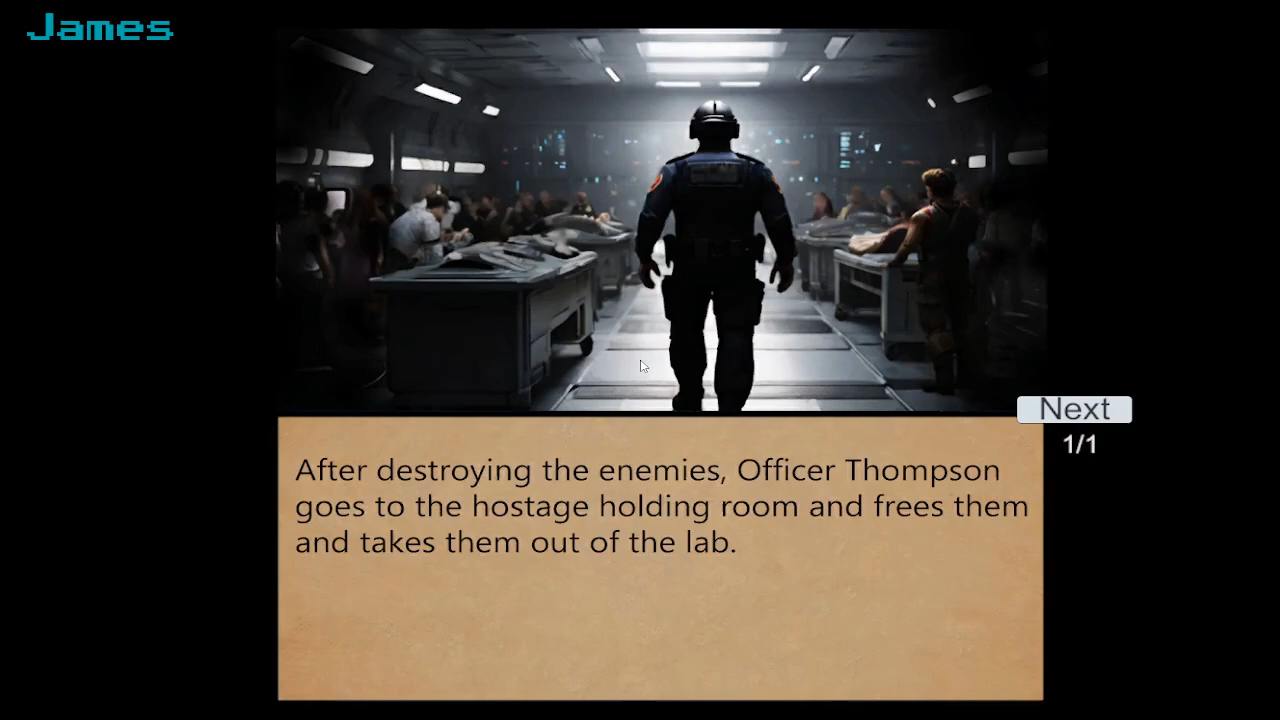 James
Next
1/1
After destroying the enemies, Officer Thompson
goes to the hostage holding room and frees them
and takes them out of the lab.